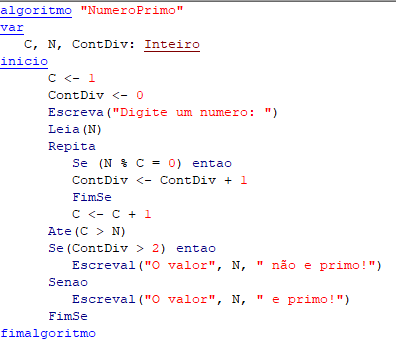 algoritmo "NumeroPrimo"
var
   C, N, ContDiv: Inteiro
inicio
      C <- 1
      ContDiv <- 0
      Escreva("Digite um numero: ")
      Leia(N)
      Repita
         Se (N % C = 0) entao
         ContDiv <- ContDiv + 1
         FimSe
         C <- C + 1
      Ate(C > N)
      Se(ContDiv > 2) entao
         Escreval("O valor", N, " não e primo!")
      Senao
         Escreval("O valor", N, " e primo!")
      FimSe
fimalgoritmo